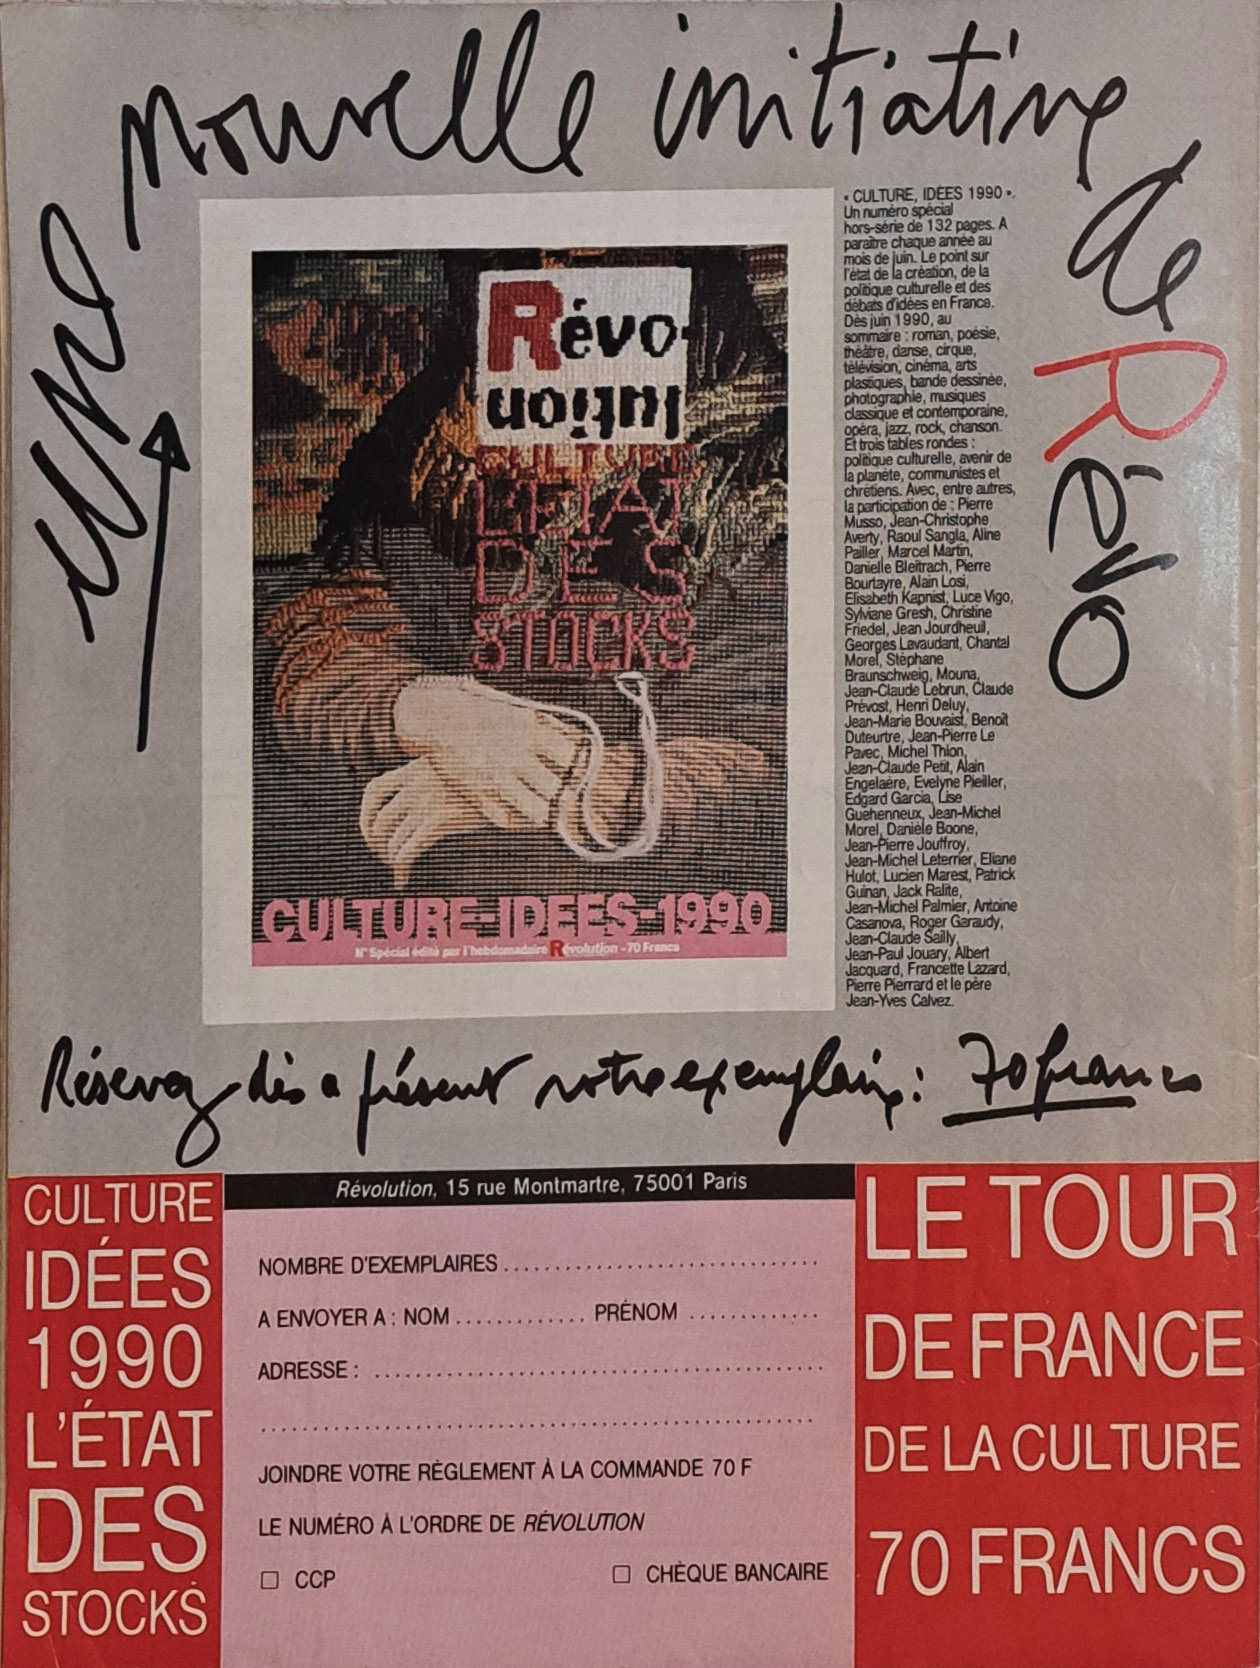 une
nouvelle initiative
de
Révo
Révo-
lution
CULTURE
L'ETAT
DES
STOCKS
CULTURE-IDEES-1990
N° Spécial édité par l'hebdomadaire Révolution - 70 Francs
« CULTURE, IDÉES 1990 ».
Un numéro spécial
hors-série de 132 pages. A
paraître chaque année au
mois de juin. Le point sur
l'état de la création, de la
politique culturelle et des
débats d'idées en France.
Dès juin 1990, au
sommaire : roman, poésie,
théâtre, danse, cirque,
télévision, cinéma, arts
plastiques, bande dessinée,
photographie, musiques
classique et contemporaine,
opéra, jazz, rock, chanson.
Et trois tables rondes :
politique culturelle, avenir de
la planète, communistes et
chrétiens. Avec, entre autres,
la participation de : Pierre
Musso, Jean-Christophe
Averty, Raoul Sangla, Aline
Pailler, Marcel Martin,
Danielle Bleitrach, Pierre
Bourtayre, Alain Losi,
Elisabeth Kapnist, Luce Vigo,
Sylviane Gresh, Christine
Friedel, Jean Jourdheuil,
Georges Lavaudant, Chantal
Morel, Stéphane
Braunschweig, Mouna,
Jean-Claude Lebrun, Claude
Prévost, Henri Deluy,
Jean-Marie Bouvaist, Benoît
Duteurtre, Jean-Pierre Le
Pavec, Michel Thion,
Jean-Claude Petit, Alain
Engelaere, Evelyne Pieiller,
Edgard Garcia, Lise
Guehenneux, Jean-Michel
Morel, Danièle Boone,
Jean-Pierre Jouffroy,
Jean-Michel Leterrier, Eliane
Hulot, Lucien Marest, Patrick
Guinan, Jack Ralite,
Jean-Michel Palmier, Antoine
Casanova, Roger Garaudy,
Jean-Claude Sailly,
Jean-Paul Jouary, Albert
Jacquard, Francette Lazard,
Pierre Pierrard et le père
Jean-Yves Calvez.
Réservez dès a présent votre exemplaire : 70 francs
CULTURE
IDÉES
1990
L'ÉTAT
DES
STOCKS
Révolution, 15 rue Montmartre, 75001 Paris
NOMBRE D'EXEMPLAIRES
A ENVOYER A : NOM ............. PRÉNOM .............
ADRESSE :
JOINDRE VOTRE RÈGLEMENT À LA COMMANDE 70 F
LE NUMÉRO À L'ORDRE DE RÉVOLUTION
☐ CCP ☐ CHÈQUE BANCAIRE
LE TOUR
DE FRANCE
DE LA CULTURE
70 FRANCS